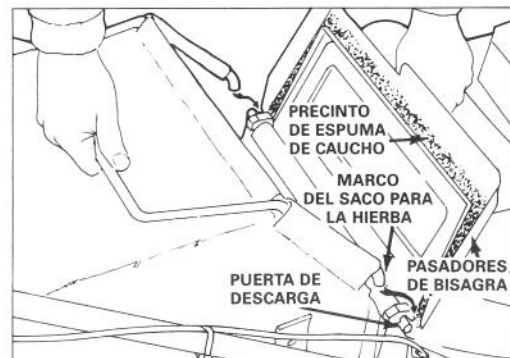 PRECINTO
DE ESPUMA
DE CAUCHO
MARCO
DEL SACO PARA
LA HIERBA
PUERTA DE
DESCARGA
PASADORES
DE BISAGRA